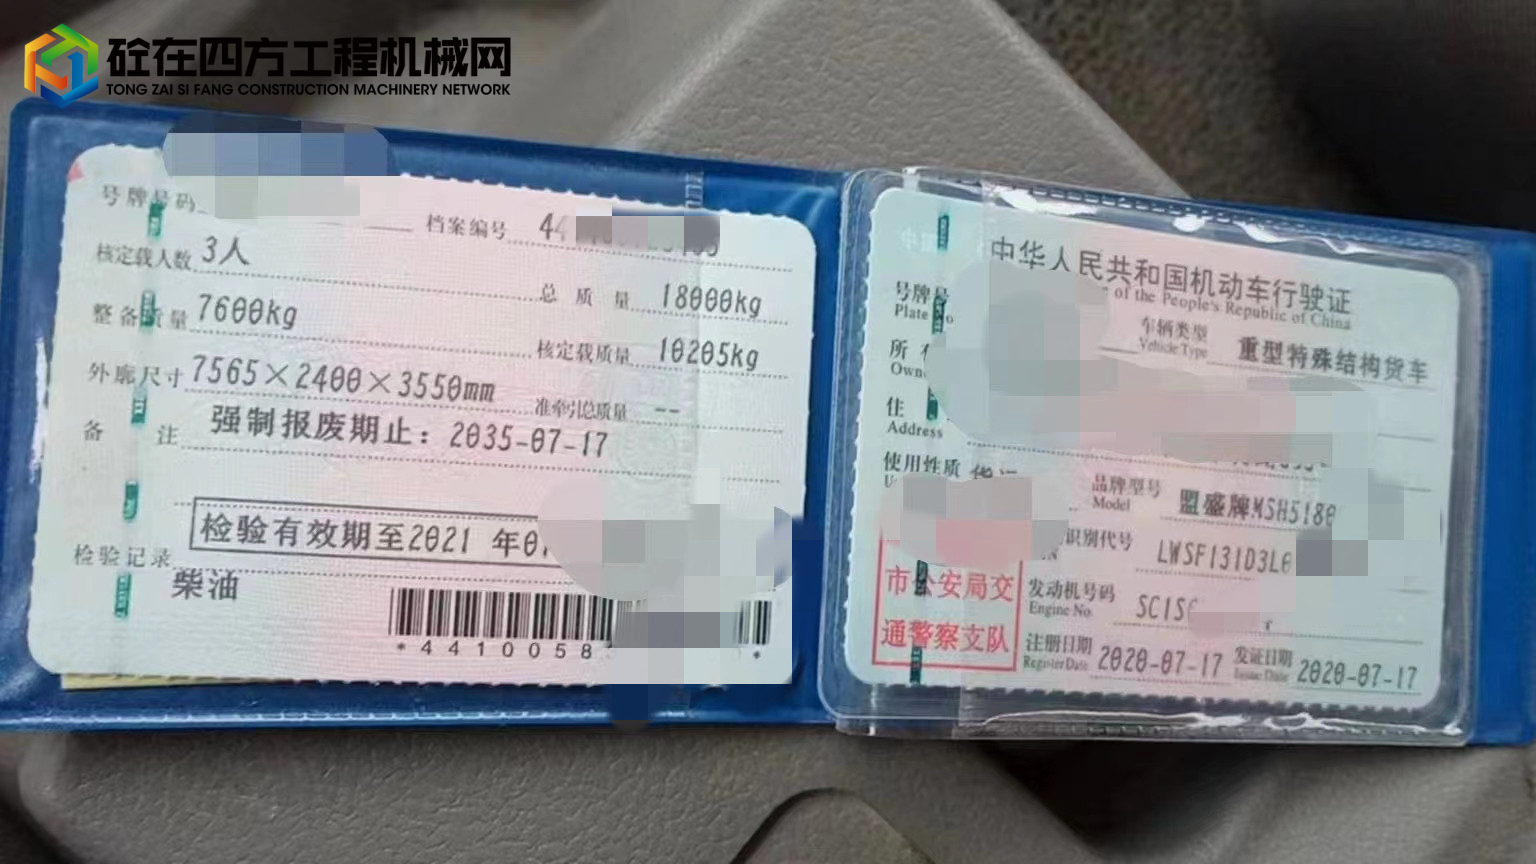 砼在四方工程机械网
TONG ZAI SI FANG CONSTRUCTION MACHINERY NETWORK
号牌号码
档案编号 44
核定载人数 3人
总质量 18000kg
整备质量 7600kg
核定载质量 10205kg
外廓尺寸 7565×2400×3550mm
准牵引总质量 --
备注 强制报废期止：2035-07-17
检验有效期至2021 年07
检验记录
柴油
*4410058
*
中华人民共和国机动车行驶证
of the People's Republic of China
号牌号
Plate No
车辆类型 重型特殊结构货车
Vehicle Type
所有
Owne
住
Address
使用性质 货运
品牌型号 盟盛牌MSH5180
Model
识别代号 LWSF131D3L0
市公安局交
通警察支队
发动机号码 SC1S
Engine No.
注册日期 2020-07-17 发证日期 2020-07-17
Register Date Issue Date